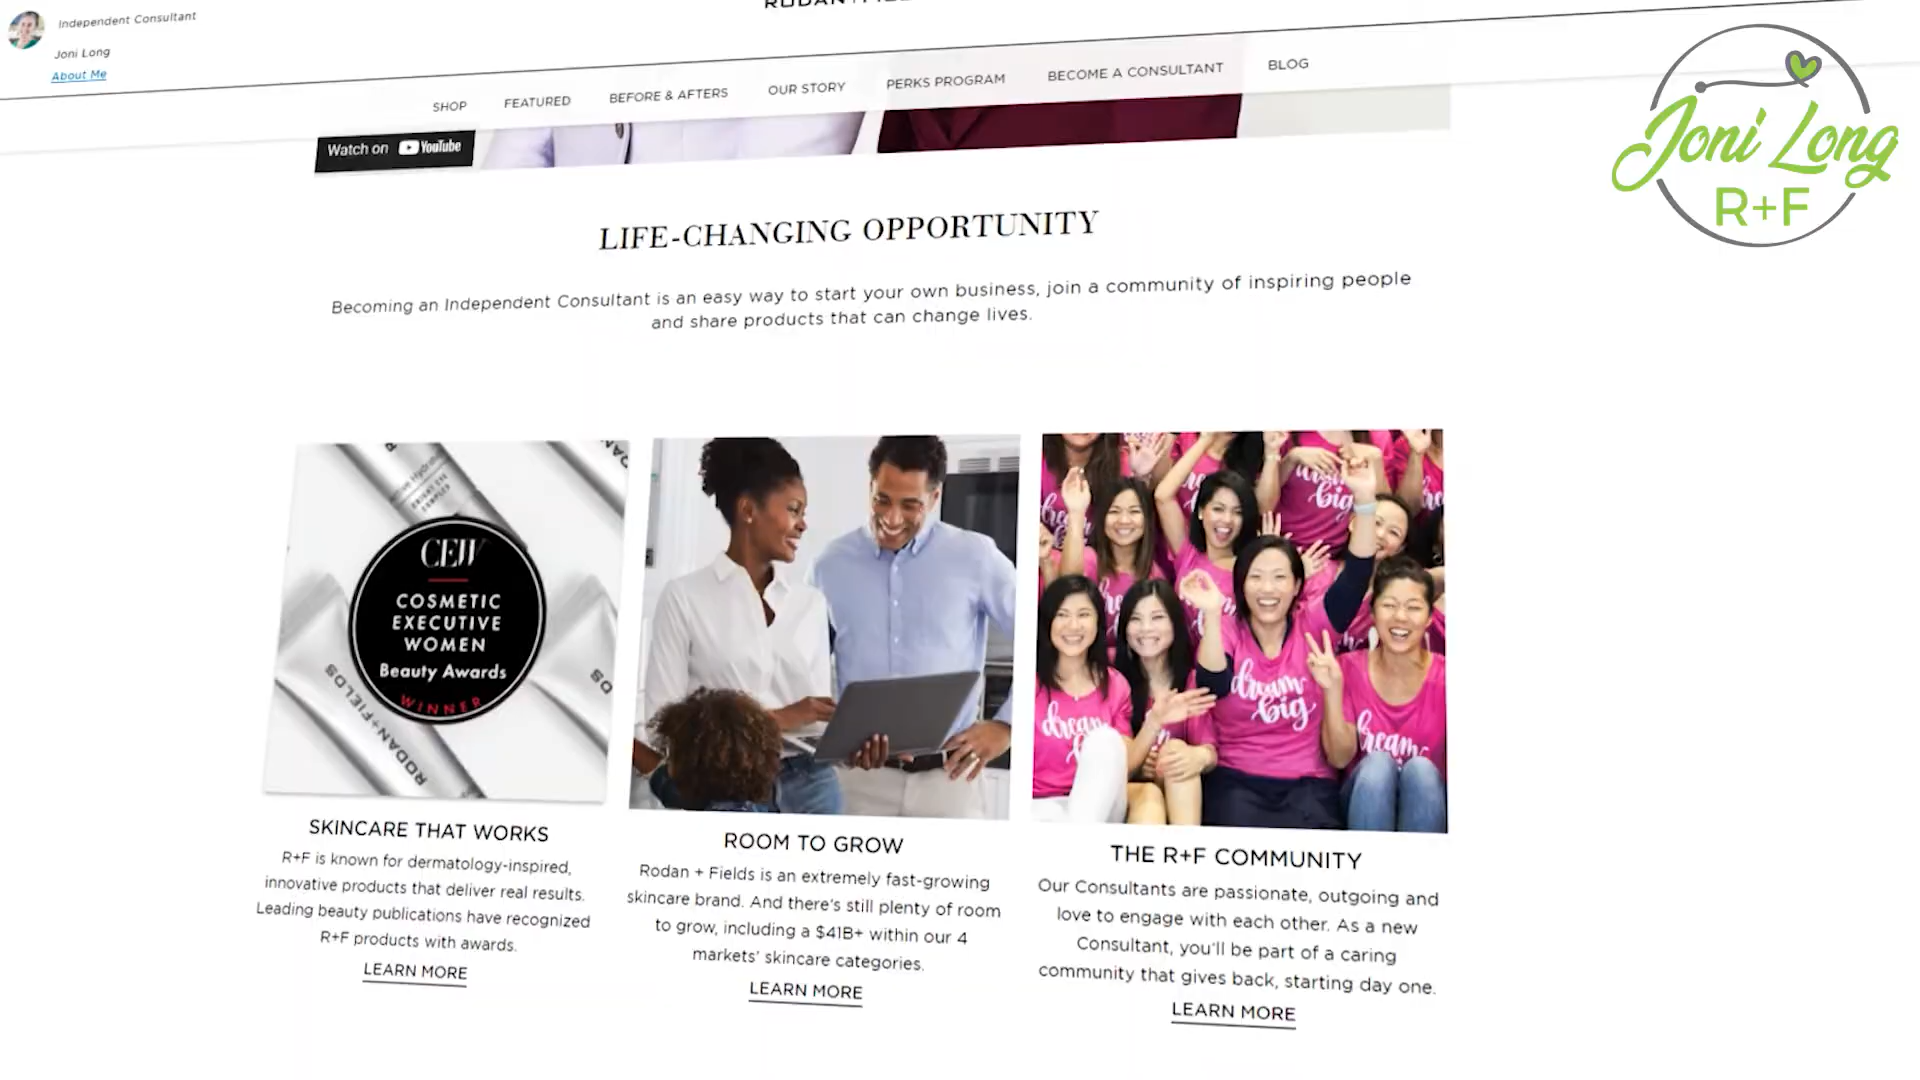 Independent Consultant
Joni Long
About Me
SHOP
FEATURED
BEFORE & AFTERS
OUR STORY
PERKS PROGRAM
BECOME A CONSULTANT
BLOG
Joni Long
R+F
Watch on YouTube
LIFE-CHANGING OPPORTUNITY
Becoming an Independent Consultant is an easy way to start your own business, join a community of inspiring people
and share products that can change lives.
CEW
COSMETIC
EXECUTIVE
WOMEN
Beauty Awards
WINNER
RODAN+FIELDS
dream
big
SKINCARE THAT WORKS
R+F is known for dermatology-inspired,
innovative products that deliver real results.
Leading beauty publications have recognized
R+F products with awards.
LEARN MORE
ROOM TO GROW
Rodan + Fields is an extremely fast-growing
skincare brand. And there's still plenty of room
to grow, including a $41B+ within our 4
markets' skincare categories.
LEARN MORE
THE R+F COMMUNITY
Our Consultants are passionate, outgoing and
love to engage with each other. As a new
Consultant, you'll be part of a caring
community that gives back, starting day one.
LEARN MORE